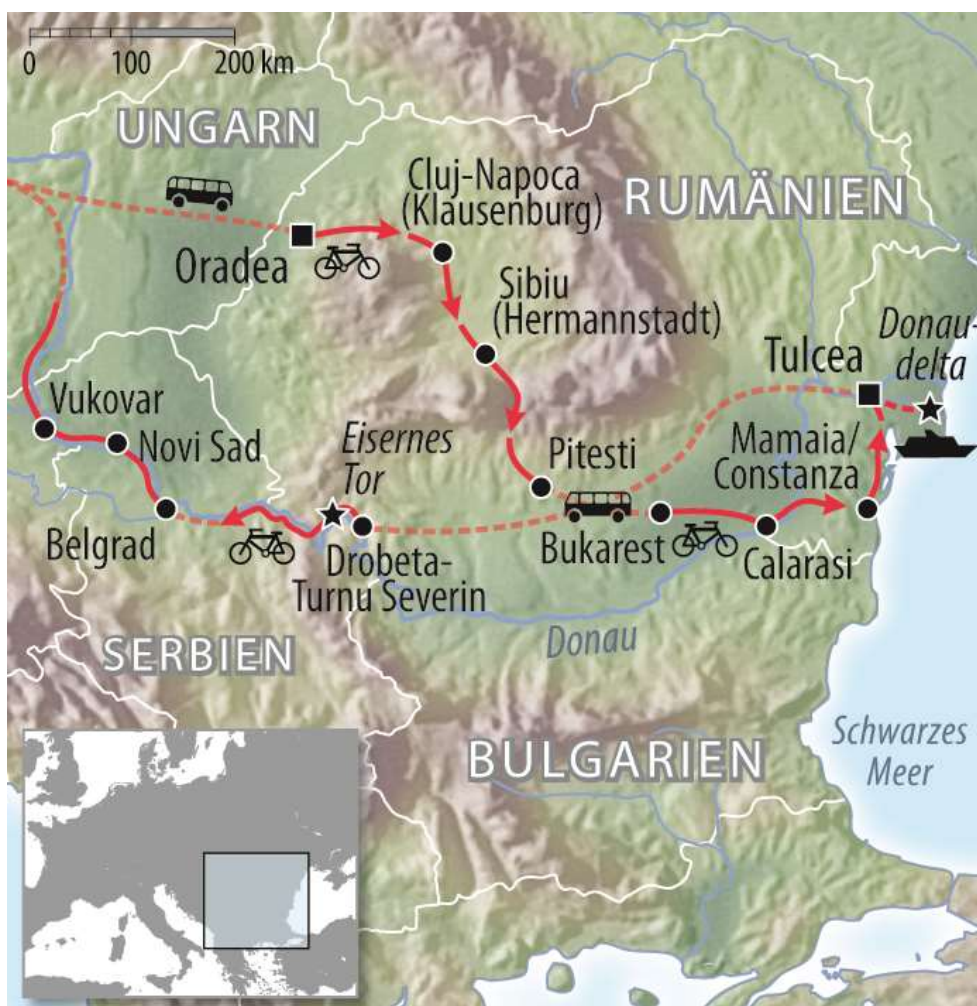 0 100 200 km
UNGARN
Cluj-Napoca
(Klausenburg)
RUMÄNIEN
Oradea
Sibiu
(Hermannstadt)
Donau-
delta
Tulcea
Vukovar
Novi Sad
Eisernes
Tor
Pitesti
Mamaia/
Constanza
Belgrad
Drobeta-
Turnu Severin
Bukarest
Calarasi
Donau
SERBIEN
BULGARIEN
Schwarzes
Meer